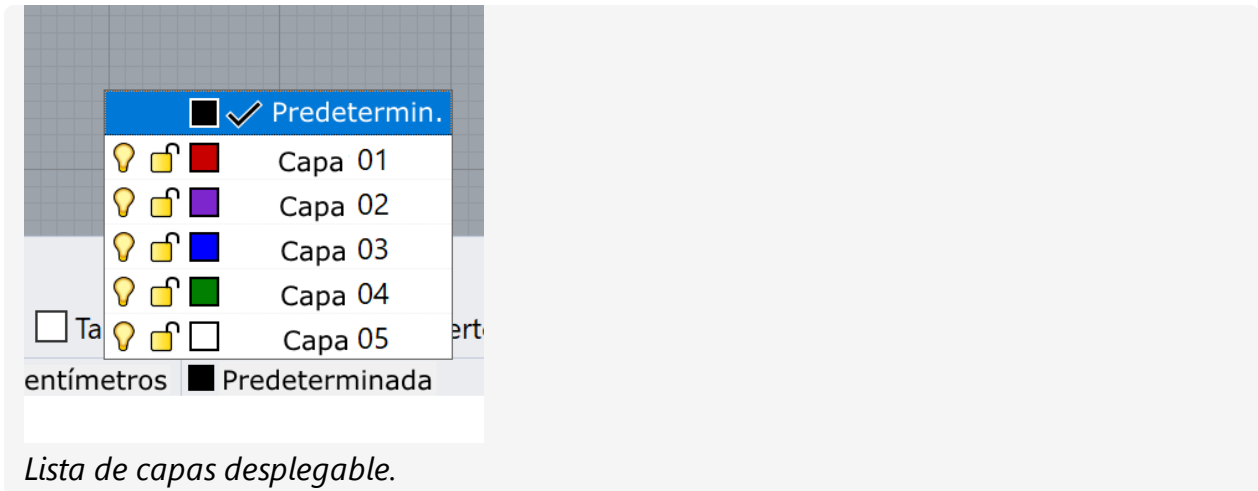 Predetermin.
Capa 01
Capa 02
Capa 03
Capa 04
Capa 05
entímetros Predeterminada
Lista de capas desplegable.